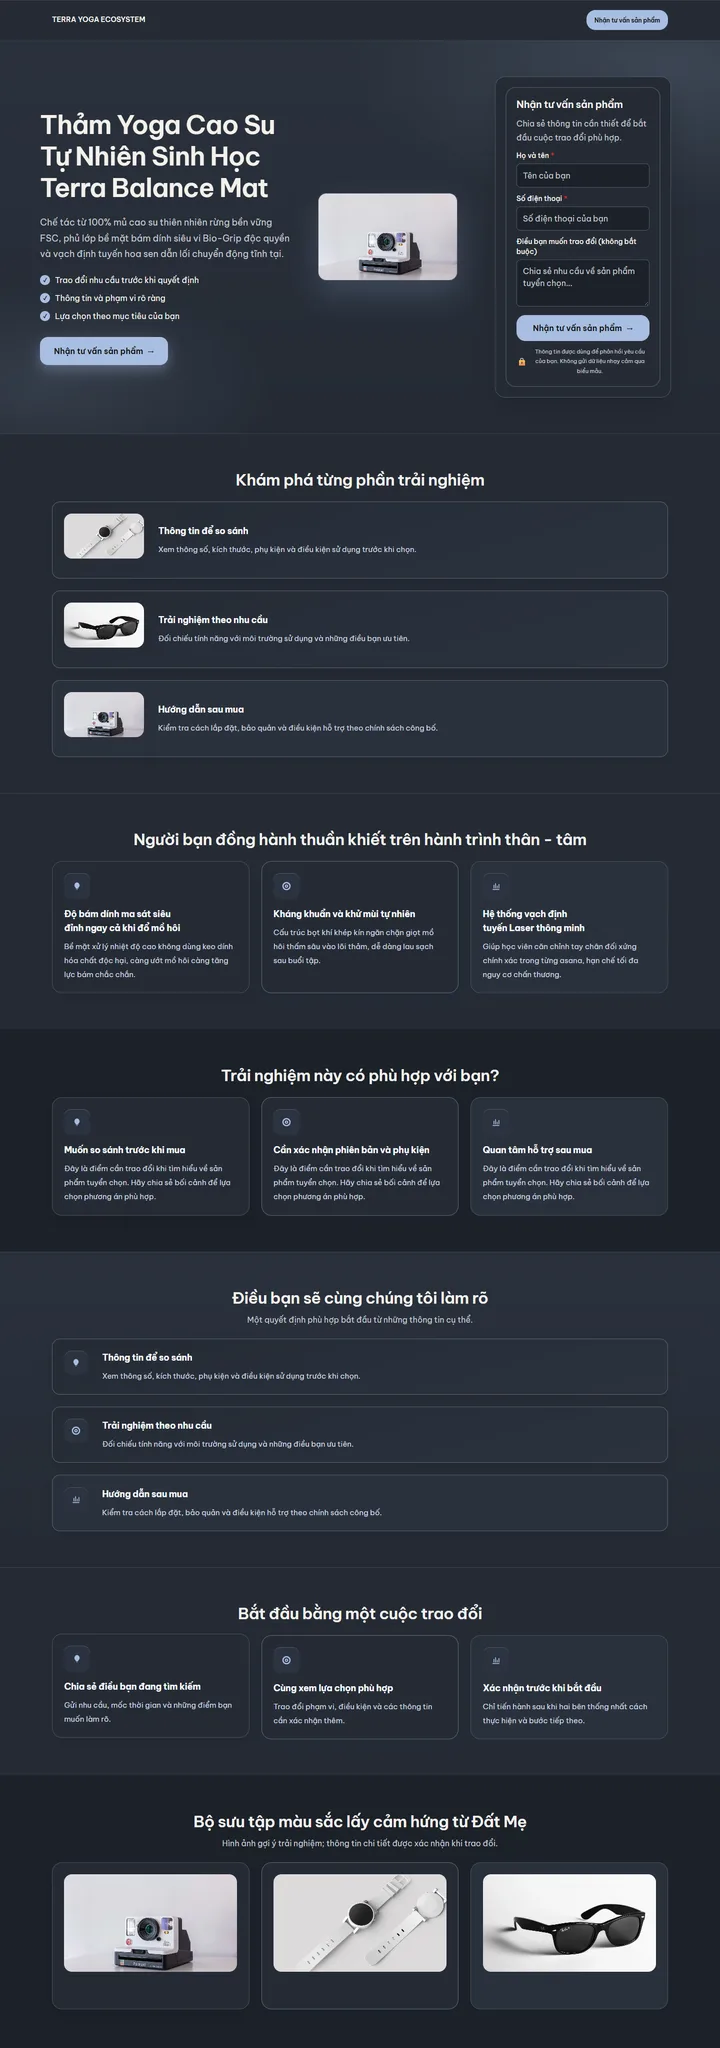 TERRA YOGA ECOSYSTEM
Nhận tư vấn sản phẩm
Thảm Yoga Cao Su
Tự Nhiên Sinh Học
Terra Balance Mat
Chế tác từ 100% mủ cao su thiên nhiên rừng bền vững
FSC, phủ lớp bề mặt bám dính siêu vi Bio-Grip độc quyền
và vạch định tuyến hoa sen dẫn lối chuyển động tĩnh tại.
Trao đổi nhu cầu trước khi quyết định
Thông tin và phạm vi rõ ràng
Lựa chọn theo mục tiêu của bạn
Nhận tư vấn sản phẩm →
Nhận tư vấn sản phẩm
Chia sẻ thông tin cần thiết để bắt
đầu cuộc trao đổi phù hợp.
Họ và tên *
Tên của bạn
Số điện thoại *
Số điện thoại của bạn
Điều bạn muốn trao đổi (không bắt
buộc)
Chia sẻ nhu cầu về sản phẩm
tuyển chọn...
Nhận tư vấn sản phẩm →
Thông tin được dùng để phản hồi yêu cầu
của bạn. Không gửi dữ liệu nhạy cảm qua
biểu mẫu.
Khám phá từng phần trải nghiệm
Thông tin để so sánh
Xem thông số, kích thước, phụ kiện và điều kiện sử dụng trước khi chọn.
Trải nghiệm theo nhu cầu
Đối chiếu tính năng với môi trường sử dụng và những điều bạn ưu tiên.
Hướng dẫn sau mua
Kiểm tra cách lắp đặt, bảo quản và điều kiện hỗ trợ theo chính sách công bố.
Người bạn đồng hành thuần khiết trên hành trình thân - tâm
Độ bám dính ma sát siêu
đỉnh ngay cả khi đổ mồ hôi
Bề mặt xử lý nhiệt độ cao không dùng keo dính
hóa chất độc hại, càng ướt mồ hôi càng tăng
lực bám chắc chắn.
Kháng khuẩn và khử mùi tự nhiên
Cấu trúc bọt khí khép kín ngăn chặn giọt mồ
hôi thấm sâu vào lõi thảm, dễ dàng lau sạch
sau buổi tập.
Hệ thống vạch định
tuyến Laser thông minh
Giúp học viên căn chỉnh tay chân đối xứng
chính xác trong từng asana, hạn chế tối đa
nguy cơ chấn thương.
Trải nghiệm này có phù hợp với bạn?
Muốn so sánh trước khi mua
Đây là điểm cần trao đổi khi tìm hiểu về sản
phẩm tuyển chọn. Hãy chia sẻ bối cảnh để lựa
chọn phương án phù hợp.
Cần xác nhận phiên bản và phụ kiện
Đây là điểm cần trao đổi khi tìm hiểu về sản
phẩm tuyển chọn. Hãy chia sẻ bối cảnh để lựa
chọn phương án phù hợp.
Quan tâm hỗ trợ sau mua
Đây là điểm cần trao đổi khi tìm hiểu về sản
phẩm tuyển chọn. Hãy chia sẻ bối cảnh để lựa
chọn phương án phù hợp.
Điều bạn sẽ cùng chúng tôi làm rõ
Một quyết định phù hợp bắt đầu từ những thông tin cụ thể.
Thông tin để so sánh
Xem thông số, kích thước, phụ kiện và điều kiện sử dụng trước khi chọn.
Trải nghiệm theo nhu cầu
Đối chiếu tính năng với môi trường sử dụng và những điều bạn ưu tiên.
Hướng dẫn sau mua
Kiểm tra cách lắp đặt, bảo quản và điều kiện hỗ trợ theo chính sách công bố.
Bắt đầu bằng một cuộc trao đổi
Chia sẻ điều bạn đang tìm kiếm
Gửi nhu cầu, mốc thời gian và những điểm bạn
muốn làm rõ.
Cùng xem lựa chọn phù hợp
Trao đổi phạm vi, điều kiện và các thông tin
cần xác nhận thêm.
Xác nhận trước khi bắt đầu
Chỉ tiến hành sau khi hai bên thống nhất cách
thực hiện và bước tiếp theo.
Bộ sưu tập màu sắc lấy cảm hứng từ Đất Mẹ
Hình ảnh gợi ý trải nghiệm; thông tin chi tiết được xác nhận khi trao đổi.